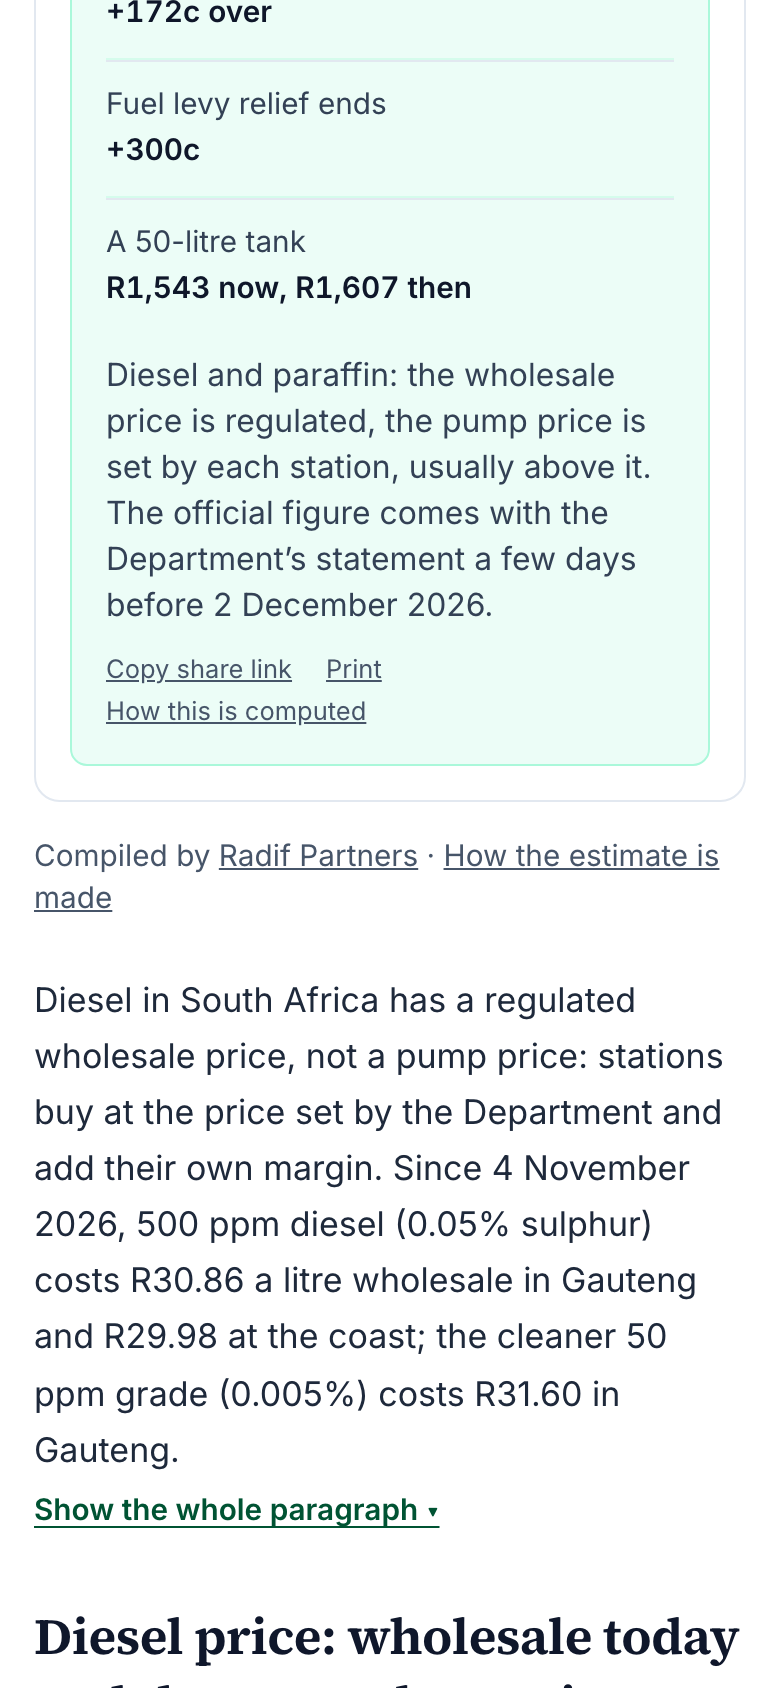 +172c over
Fuel levy relief ends
+300c
A 50-litre tank
R1,543 now, R1,607 then
Diesel and paraffin: the wholesale
price is regulated, the pump price is
set by each station, usually above it.
The official figure comes with the
Department’s statement a few days
before 2 December 2026.
Copy share link Print
How this is computed
Compiled by Radif Partners · How the estimate is
made
Diesel in South Africa has a regulated
wholesale price, not a pump price: stations
buy at the price set by the Department and
add their own margin. Since 4 November
2026, 500 ppm diesel (0.05% sulphur)
costs R30.86 a litre wholesale in Gauteng
and R29.98 at the coast; the cleaner 50
ppm grade (0.005%) costs R31.60 in
Gauteng.
Show the whole paragraph ▾
Diesel price: wholesale today